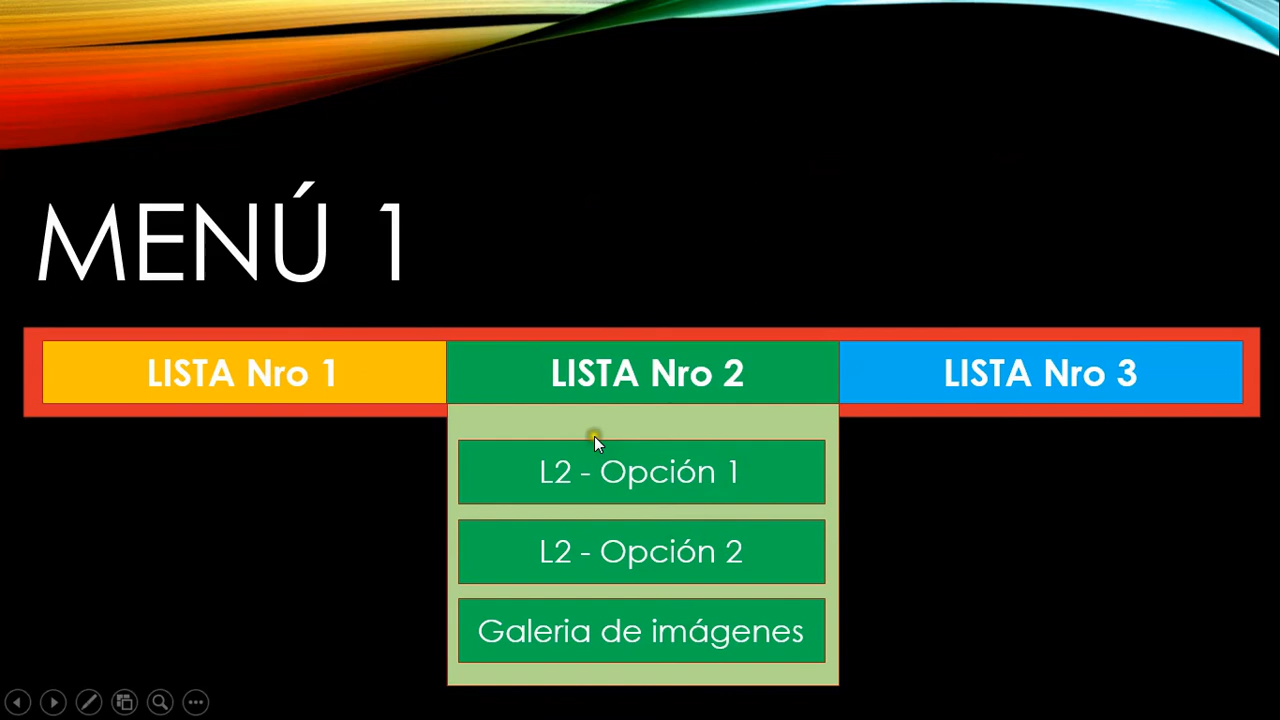 MENÚ 1
LISTA Nro 1
LISTA Nro 2
LISTA Nro 3
L2 - Opción 1
L2 - Opción 2
Galeria de imágenes